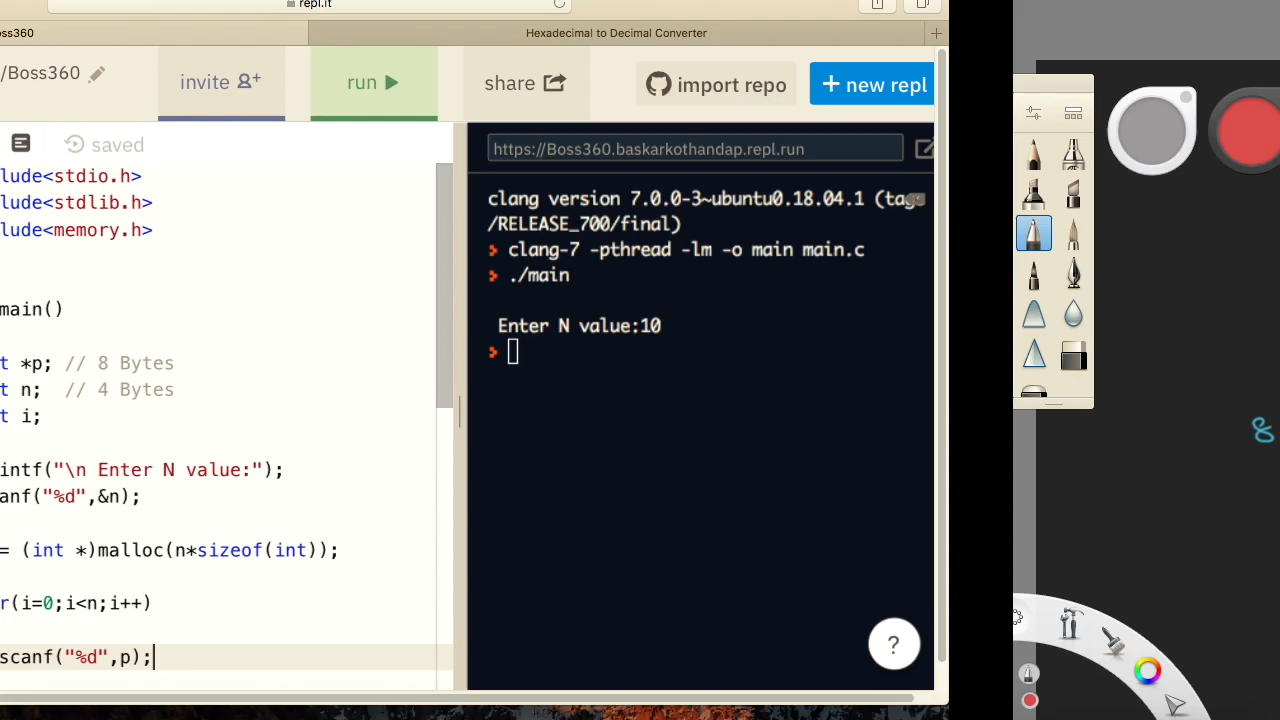 repl.it
oss360
Hexadecimal to Decimal Converter
/Boss360
invite
run
share
import repo
+ new repl
saved
https://Boss360.baskarkothandap.repl.run
lude<stdio.h>
lude<stdlib.h>
lude<memory.h>
main()
t *p; // 8 Bytes
t n;  // 4 Bytes
t i;
intf("\n Enter N value:");
anf("%d",&n);
= (int *)malloc(n*sizeof(int));
r(i=0;i<n;i++)
scanf("%d",p);
clang version 7.0.0-3~ubuntu0.18.04.1 (tags
/RELEASE_700/final)
> clang-7 -pthread -lm -o main main.c
> ./main
Enter N value:10
>
?
8